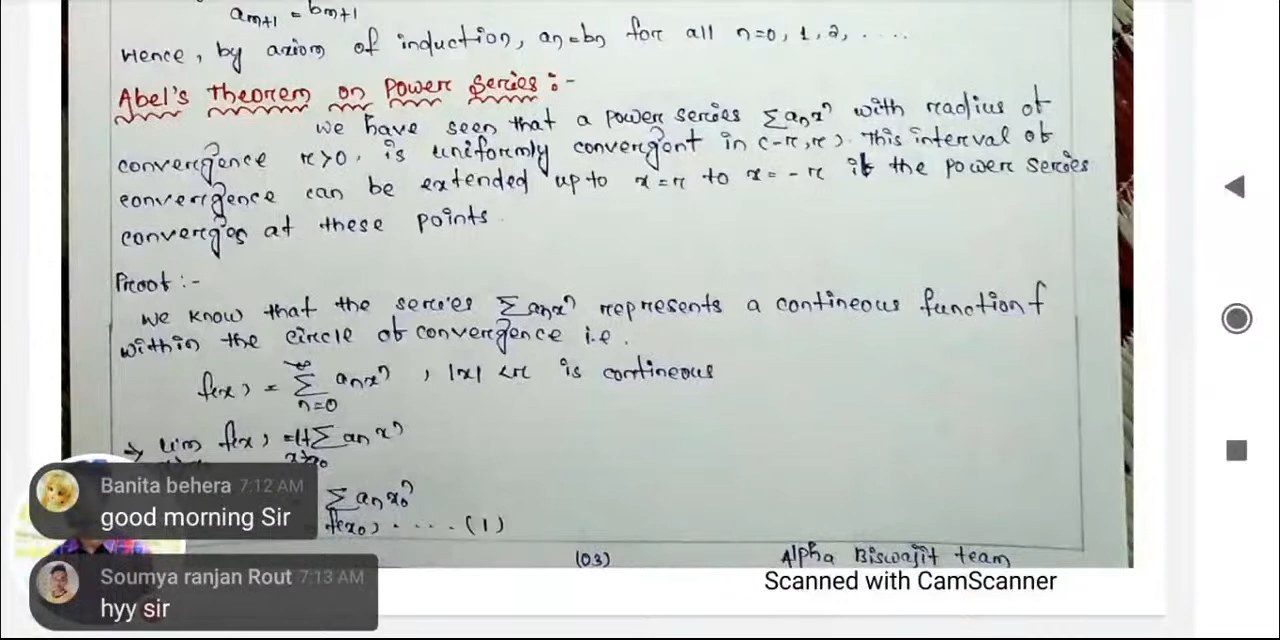 am+1 = bm+1
Hence, by axiom of induction, an=bn for all n=0, 1, 2, ....
Abel's Theorem on Power Series :-
We have seen that a power series Σanxⁿ with radius of
convergence r>0, is uniformly convergent in (-r, r). This interval of
convergence can be extended up to x=r to x=-r if the power series
converges at these points.
Proof :-
We know that the series Σanxⁿ represents a contineous function f
within the circle of convergence i.e.
f(x) = ∞Σn=0 anxⁿ , |x| <r is contineous
→ lim f(x) = lt x→x0 Σ an xⁿ
Σ an x0ⁿ
f(x0) ..... (1)
(03)
Alpha Biswajit team
Scanned with CamScanner
Banita behera 7:12 AM
good morning Sir
Soumya ranjan Rout 7:13 AM
hyy sir